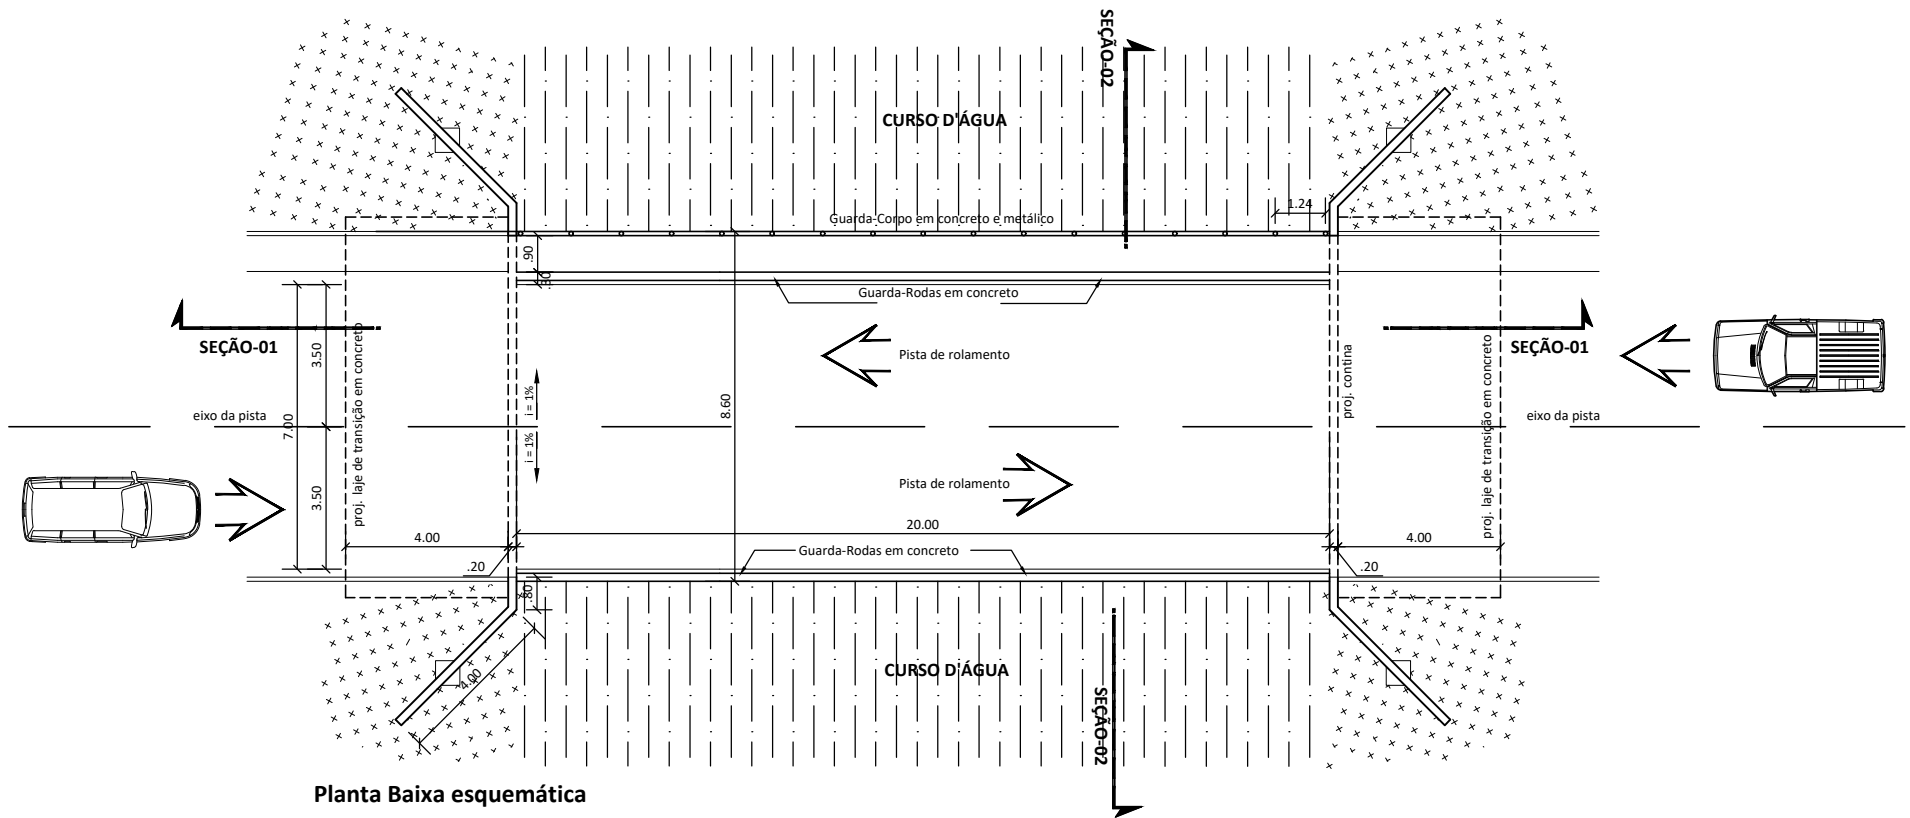 SEÇÃO-02
CURSO D'ÁGUA
1.24
Guarda-Corpo em concreto e metálico
.90
.30
Guarda-Rodas em concreto
SEÇÃO-01
SEÇÃO-01
3.50
proj. laje de transição em concreto
Pista de rolamento
proj. contina
proj. laje de transição em concreto
i = 1%
8.60
eixo da pista
eixo da pista
7.00
i = 1%
3.50
Pista de rolamento
20.00
4.00
4.00
Guarda-Rodas em concreto
.20
.20
.80
4.00
CURSO D'ÁGUA
SEÇÃO-02
Planta Baixa esquemática